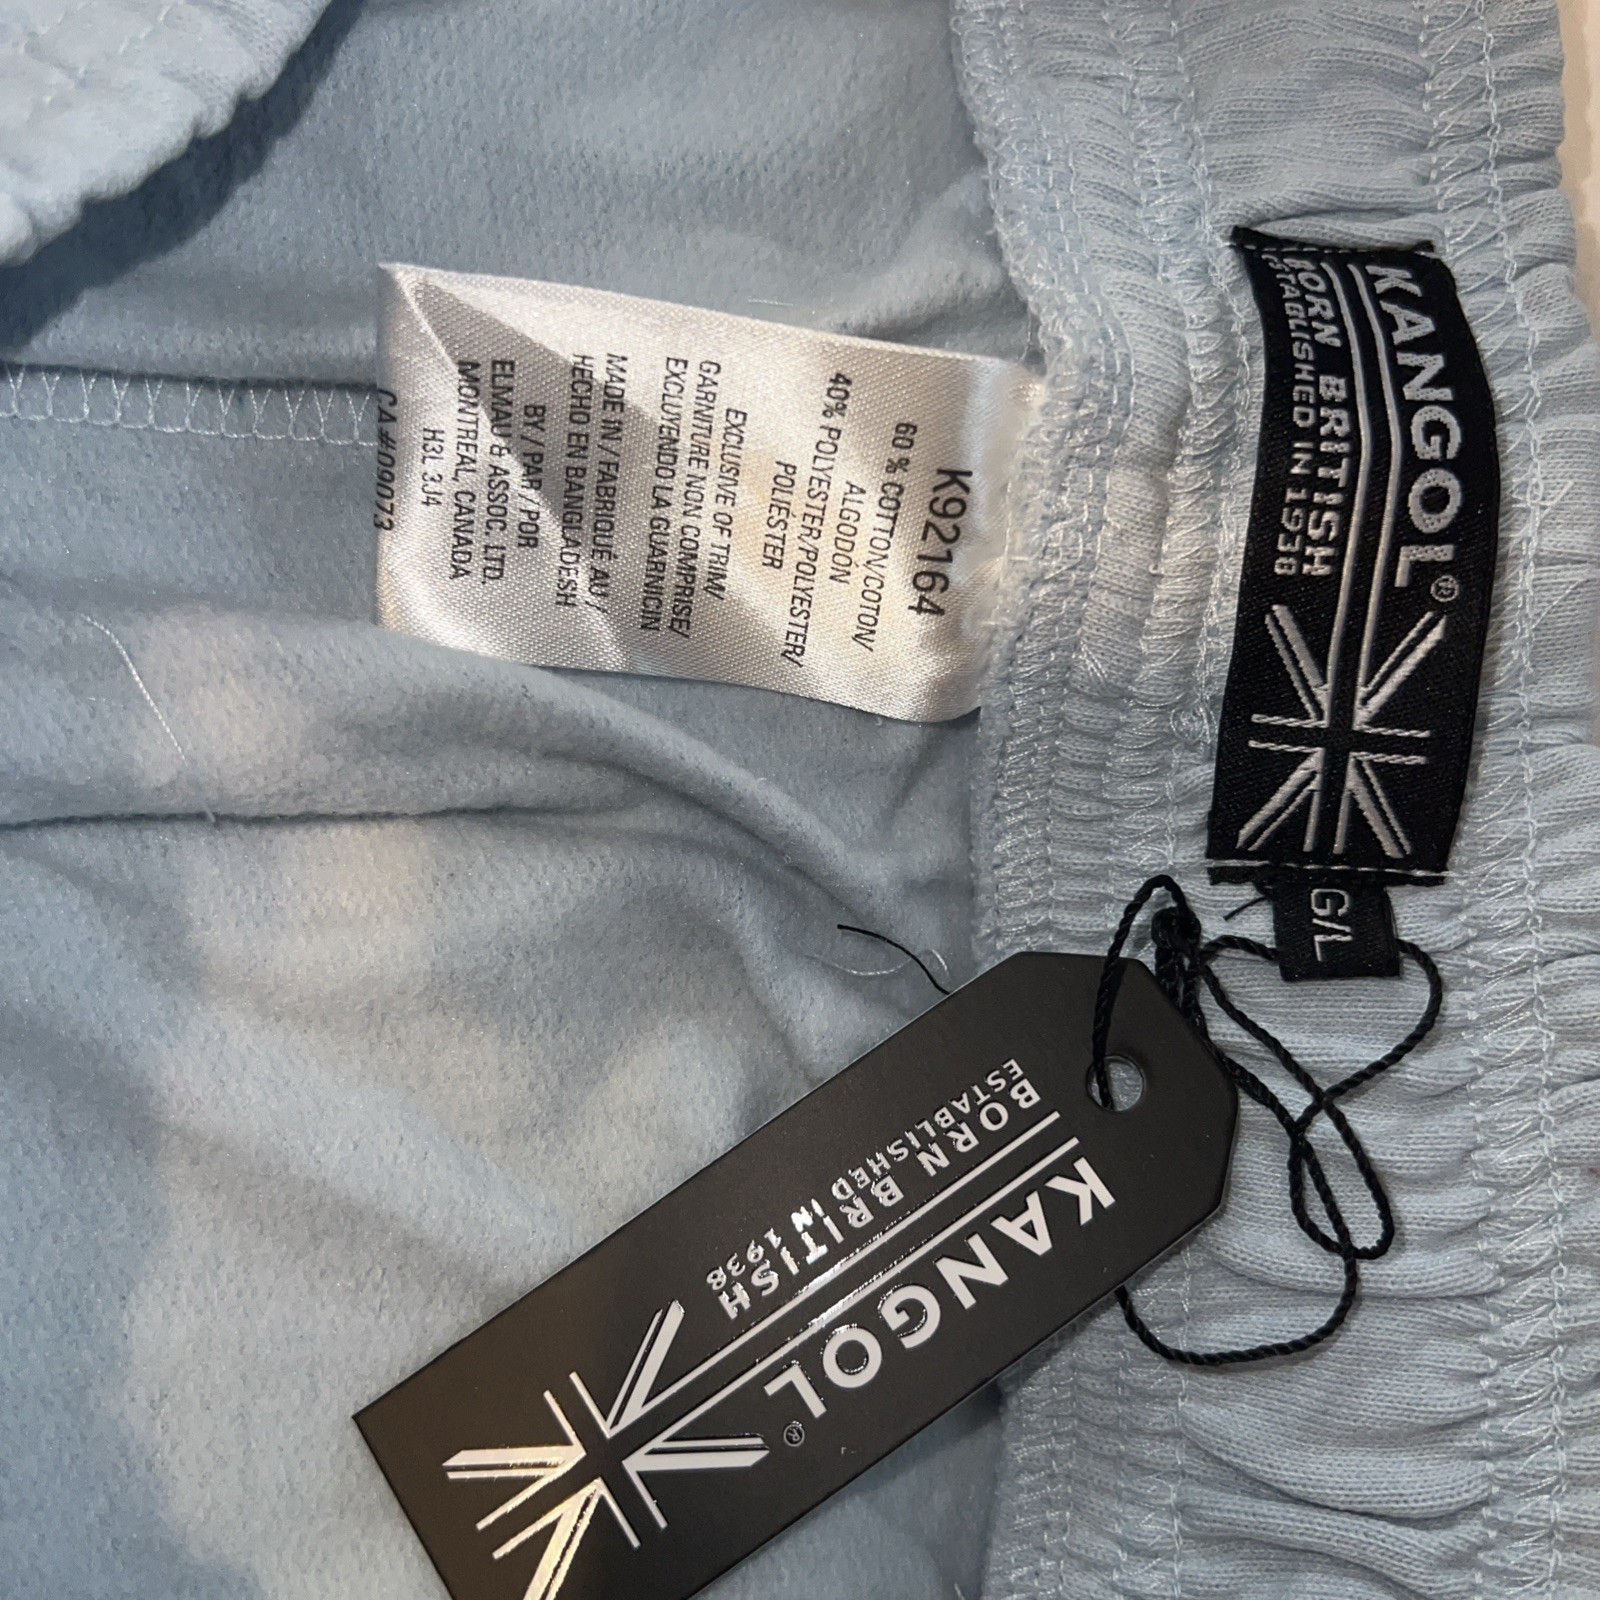 K92164
60 % COTTON/COTON/
ALGODON
40% POLYESTER/POLYESTER/
POLIÉSTER
EXCLUSIVE OF TRIM/
GARNITURE NON COMPRISE/
EXCLUYENDO LA GUARNICIN
MADE IN / FABRIQUÉ AU /
HECHO EN BANGLADESH
BY / PAR / POR
ELMAU & ASSOC. LTD.
MONTREAL, CANADA
H3L 3J4
CA #09073
KANGOL®
BORN BRITISH
ESTABLISHED IN 1938
G/L
KANGOL®
BORN BRITISH
ESTABLISHED IN 1938